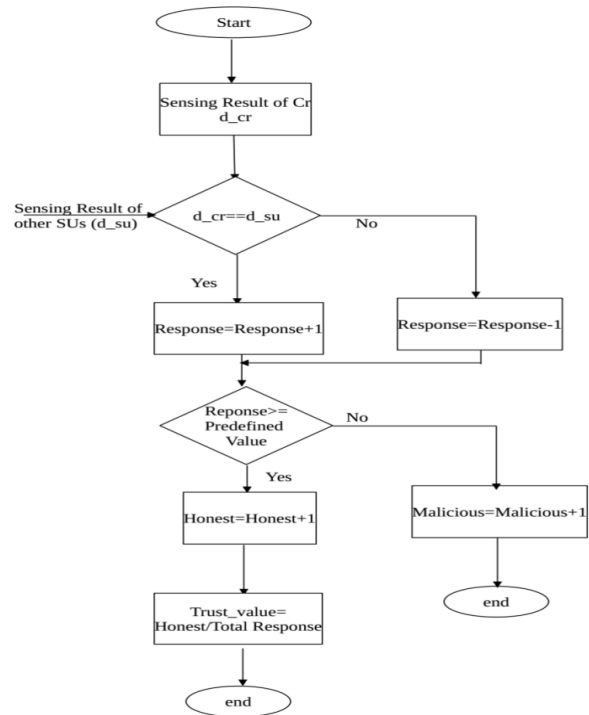 Start
Sensing Result of Cr
d_cr
Sensing Result of
other SUs (d_su)
d_cr==d_su
No
Yes
Response=Response+1
Response=Response-1
Reponse>=
Predefined
Value
No
Yes
Honest=Honest+1
Malicious=Malicious+1
Trust_value=
Honest/Total Response
end
end